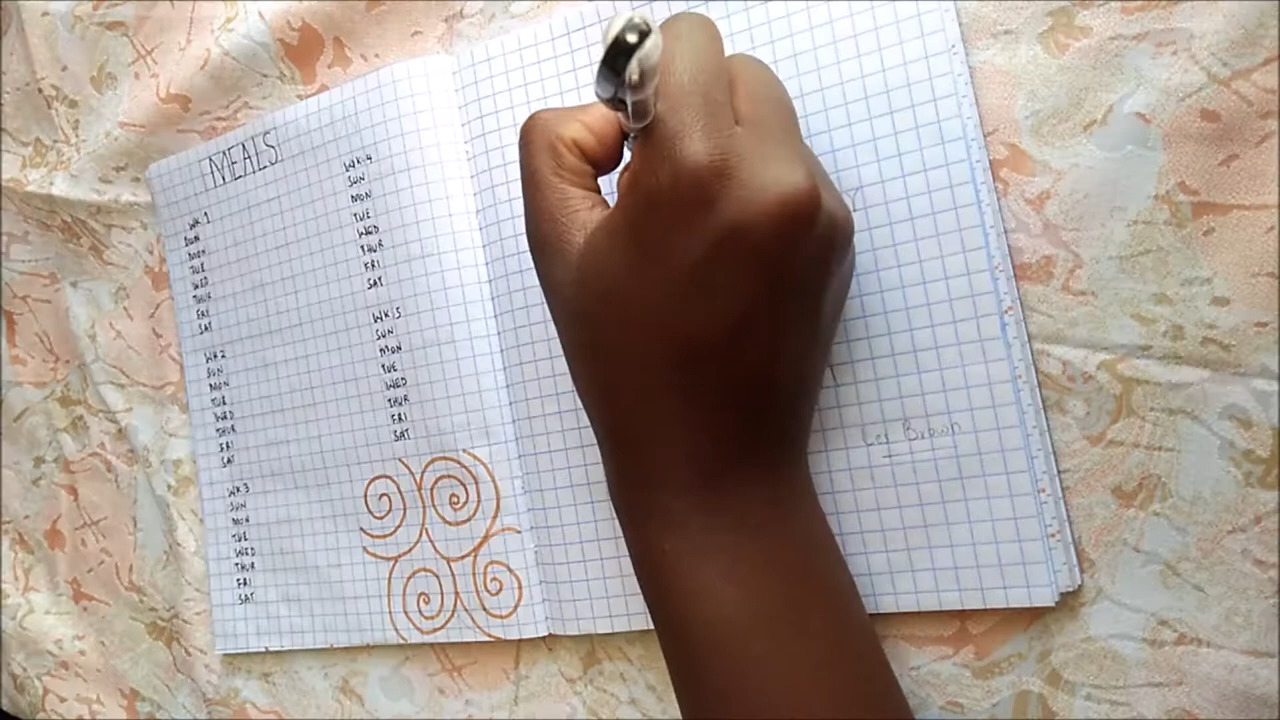 MEALS
WK 1
SUN
MON
TUE
WED
THUR
FRI
SAT
WK 2
SUN
MON
TUE
WED
THUR
FRI
SAT
WK 3
SUN
MON
TUE
WED
THUR
FRI
SAT
WK 4
SUN
MON
TUE
WED
THUR
FRI
SAT
WK 5
SUN
MON
TUE
WED
THUR
FRI
SAT
Les Brown